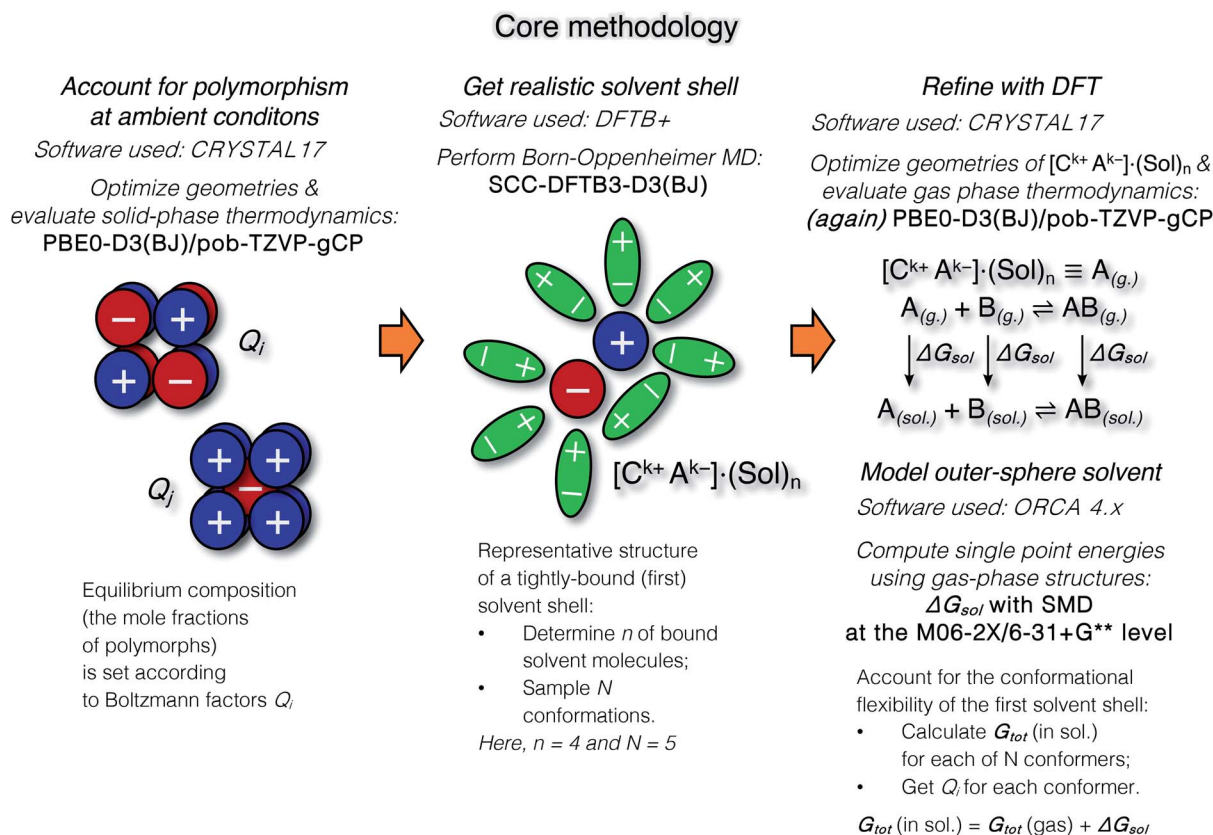 Core methodology
Account for polymorphism
at ambient conditons
Software used: CRYSTAL17
Optimize geometries &
evaluate solid-phase thermodynamics:
PBE0-D3(BJ)/pob-TZVP-gCP
− +
+ −
Qi
+ +
−
+ +
Qj
Equilibrium composition
(the mole fractions
of polymorphs)
is set according
to Boltzmann factors Qi
Get realistic solvent shell
Software used: DFTB+
Perform Born-Oppenheimer MD:
SCC-DFTB3-D3(BJ)
+ −
+ −
+ −
+
− +
−
+ −
− +
− +
+ −
[Cᵏ⁺ Aᵏ⁻]·(Sol)n
Representative structure
of a tightly-bound (first)
solvent shell:
• Determine n of bound
solvent molecules;
• Sample N
conformations.
Here, n = 4 and N = 5
Refine with DFT
Software used: CRYSTAL17
Optimize geometries of [Cᵏ⁺ Aᵏ⁻]·(Sol)n &
evaluate gas phase thermodynamics:
(again) PBE0-D3(BJ)/pob-TZVP-gCP
[Cᵏ⁺ Aᵏ⁻]·(Sol)n ≡ A(g.)
A(g.) + B(g.) ⇌ AB(g.)
ΔGsol ΔGsol ΔGsol
A(sol.) + B(sol.) ⇌ AB(sol.)
Model outer-sphere solvent
Software used: ORCA 4.x
Compute single point energies
using gas-phase structures:
ΔGsol with SMD
at the M06-2X/6-31+G** level
Account for the conformational
flexibility of the first solvent shell:
• Calculate Gtot (in sol.)
for each of N conformers;
• Get Qi for each conformer.
Gtot (in sol.) = Gtot (gas) + ΔGsol